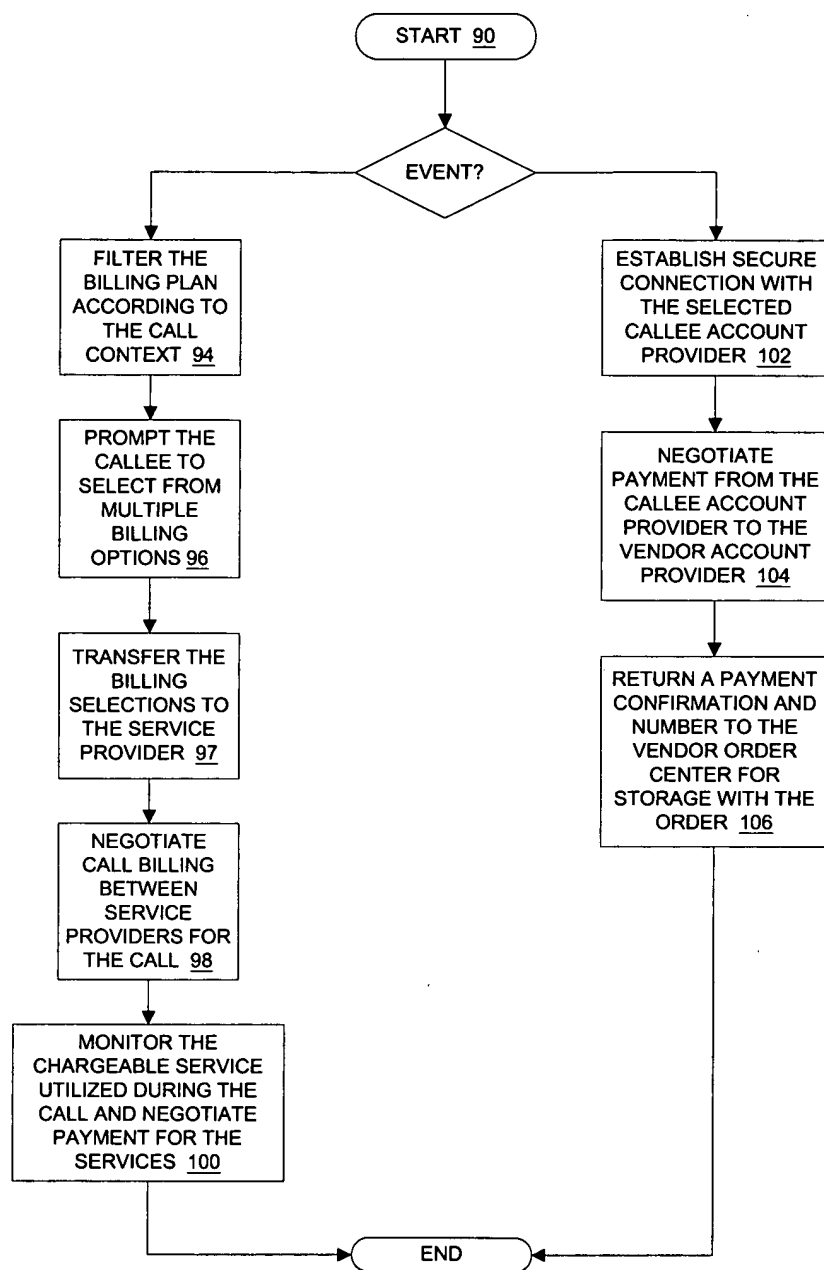 START 90
EVENT?
FILTER THE
BILLING PLAN
ACCORDING TO
THE CALL
CONTEXT 94
PROMPT THE
CALLEE TO
SELECT FROM
MULTIPLE
BILLING
OPTIONS 96
TRANSFER THE
BILLING
SELECTIONS TO
THE SERVICE
PROVIDER 97
NEGOTIATE
CALL BILLING
BETWEEN
SERVICE
PROVIDERS FOR
THE CALL 98
MONITOR THE
CHARGEABLE SERVICE
UTILIZED DURING THE
CALL AND NEGOTIATE
PAYMENT FOR THE
SERVICES 100
ESTABLISH SECURE
CONNECTION WITH
THE SELECTED
CALLEE ACCOUNT
PROVIDER 102
NEGOTIATE
PAYMENT FROM THE
CALLEE ACCOUNT
PROVIDER TO THE
VENDOR ACCOUNT
PROVIDER 104
RETURN A PAYMENT
CONFIRMATION AND
NUMBER TO THE
VENDOR ORDER
CENTER FOR
STORAGE WITH THE
ORDER 106
END